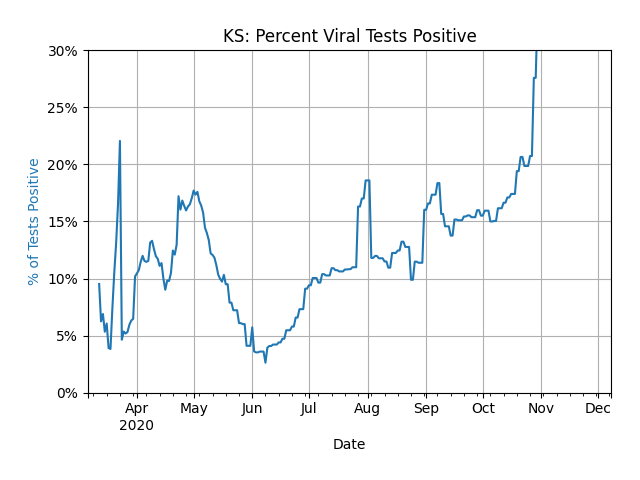 KS: Percent Viral Tests Positive
30%
25%
20%
15%
10%
5%
0%
% of Tests Positive
Apr May Jun Jul Aug Sep Oct Nov Dec
2020
Date